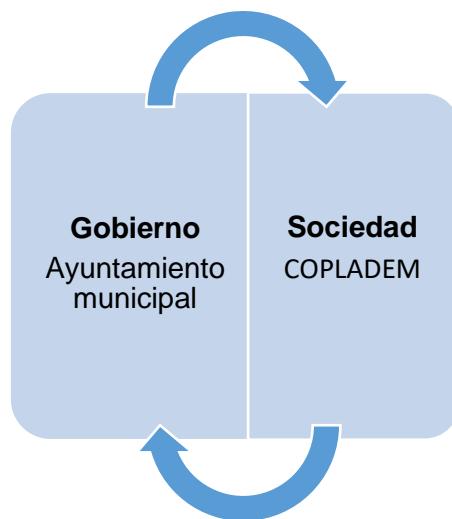 Gobierno
Ayuntamiento
municipal
Sociedad
COPLADEM